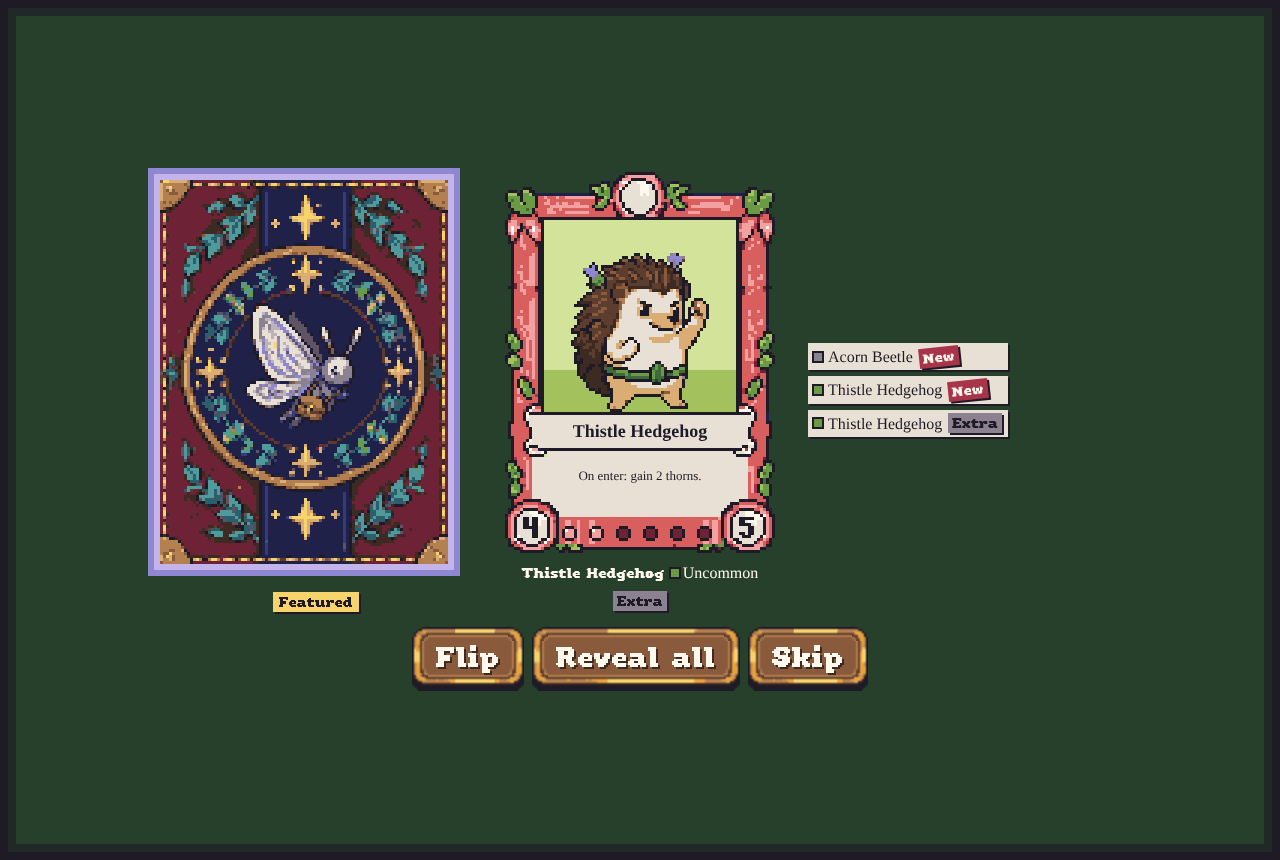 Thistle Hedgehog
On enter: gain 2 thorns.
4
5
Thistle Hedgehog Uncommon
Featured
Extra
Acorn Beetle New
Thistle Hedgehog New
Thistle Hedgehog Extra
Flip
Reveal all
Skip